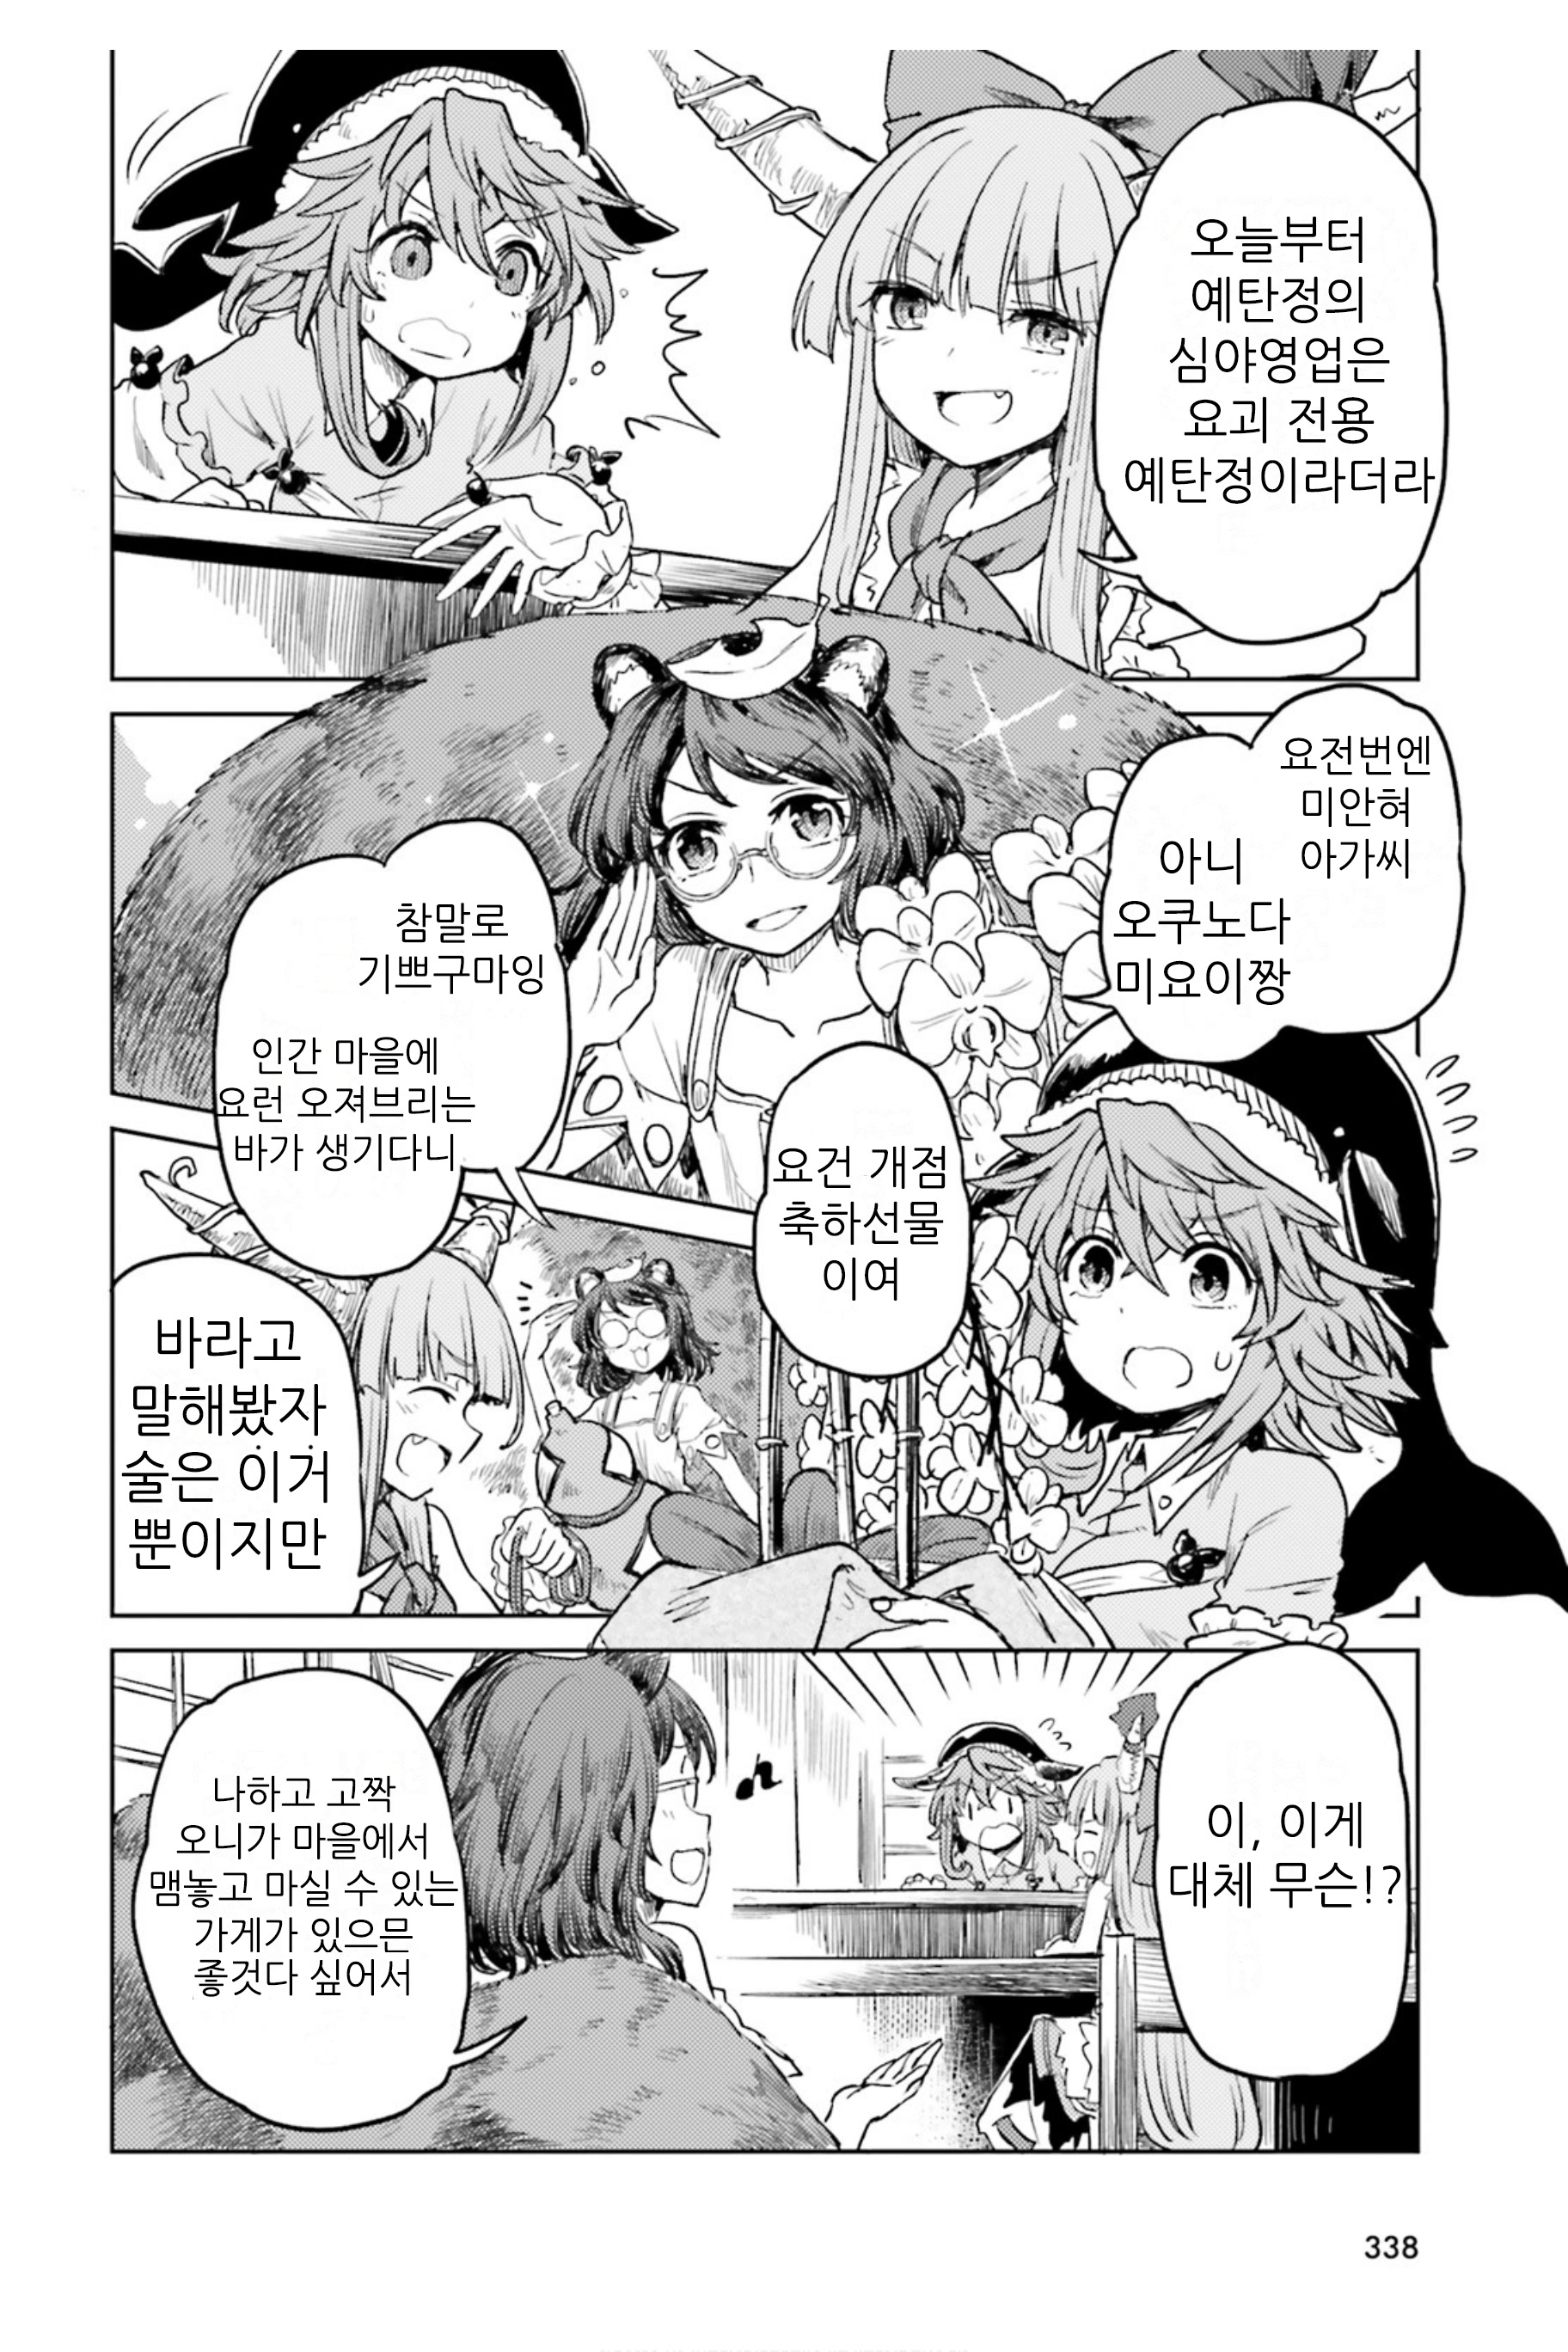 오늘부터
예탄정의
심야영업은
요괴 전용
예탄정이라더라
요전번엔
미안혀
아가씨
아니
오쿠노다
미요이짱
참말로
기쁘구마잉
인간 마을에
요런 오져브리는
바가 생기다니
요건 개점
축하선물
이여
바라고
말해봤자
술은 이거
뿐이지만
이, 이게
대체 무슨!?
나하고 고짝
오니가 마을에서
맴놓고 마실 수 있는
가게가 있으믄
좋것다 싶어서
338